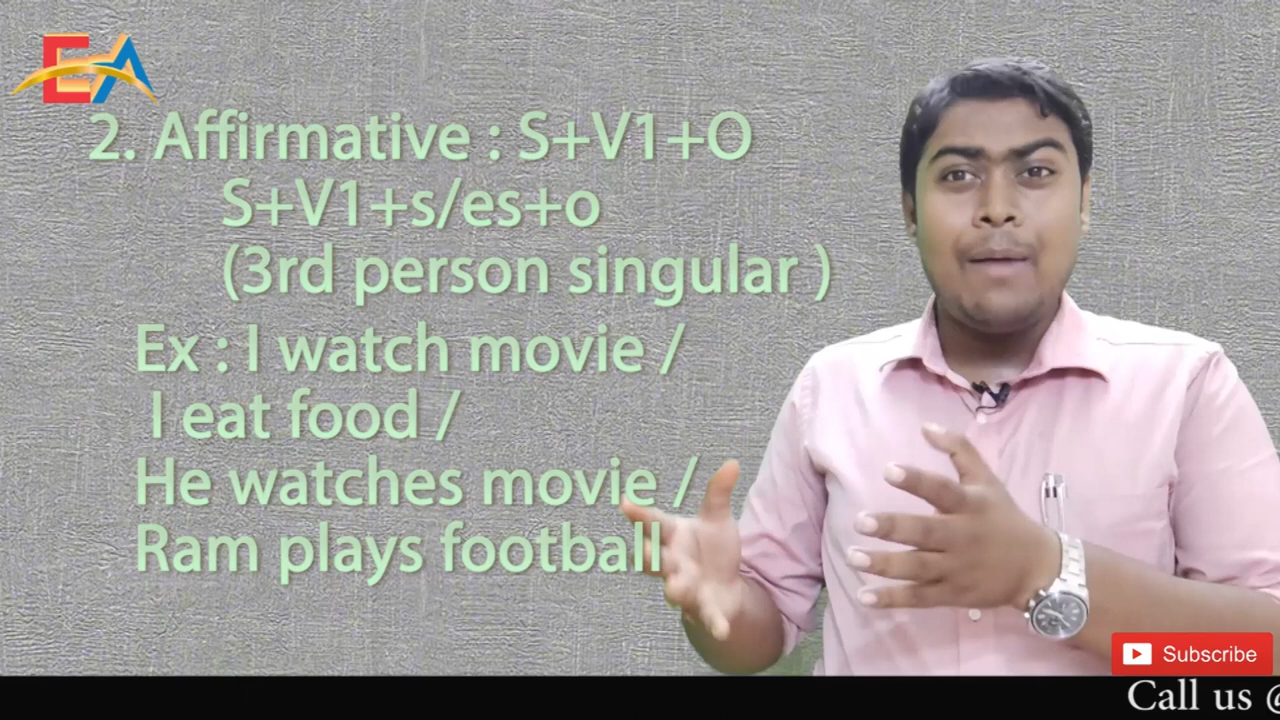 EA
2. Affirmative : S+V1+O
S+V1+s/es+o
(3rd person singular )
Ex : I watch movie /
I eat food /
He watches movie /
Ram plays football
Subscribe
Call us @